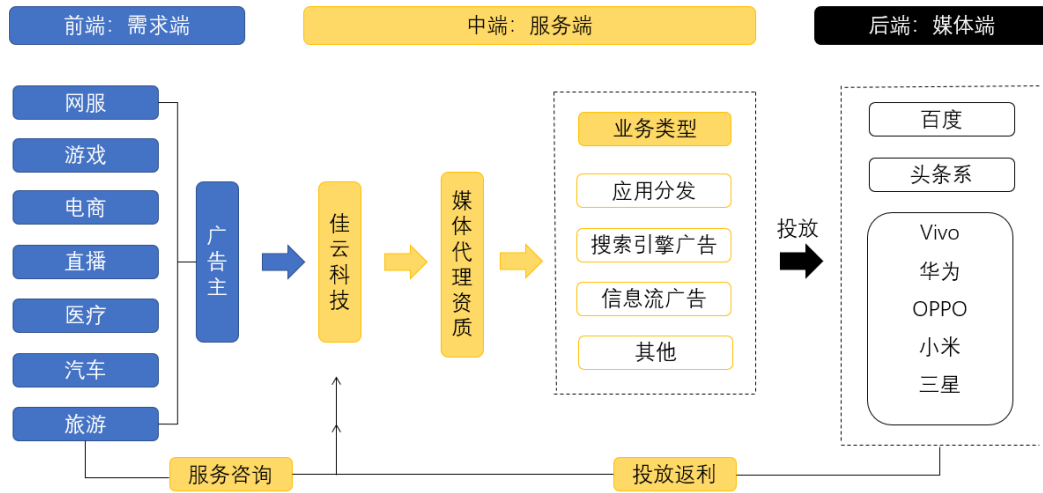 前端：需求端
中端：服务端
后端：媒体端
网服
游戏
电商
直播
医疗
汽车
旅游
广告主
佳云科技
媒体代理资质
业务类型
应用分发
搜索引擎广告
信息流广告
其他
投放
百度
头条系
Vivo
华为
OPPO
小米
三星
服务咨询
投放返利